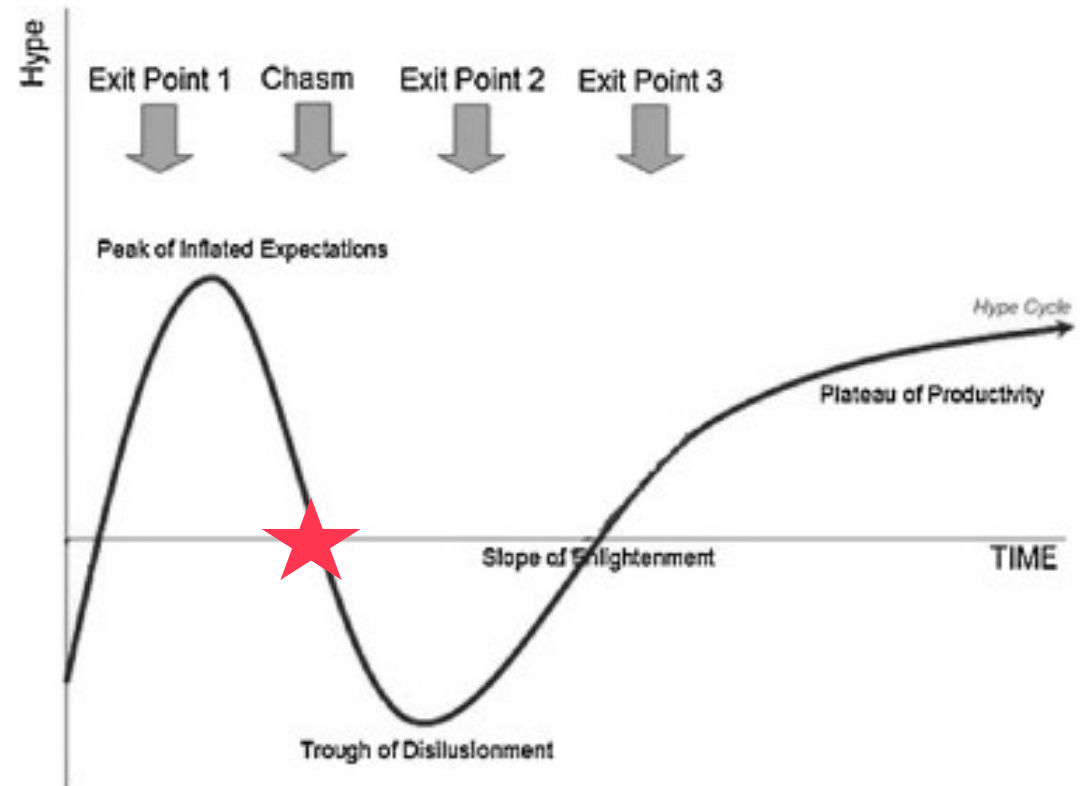 Hype
Exit Point 1
Chasm
Exit Point 2
Exit Point 3
Peak of Inflated Expectations
Hype Cycle
Plateau of Productivity
Slope of Enlightenment
TIME
Trough of Disilusionment